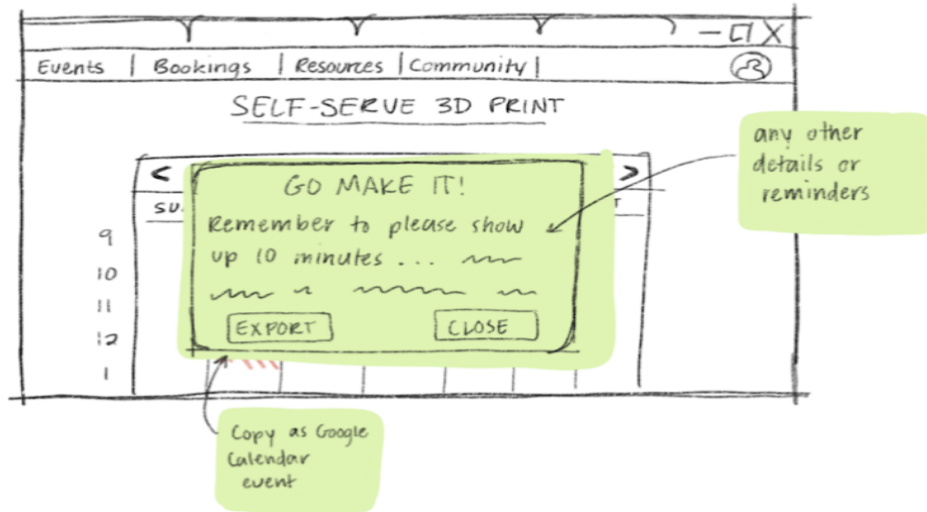 Events | Bookings | Resources | Community |
SELF-SERVE 3D PRINT
< >
SU
T
GO MAKE IT!
Remember to please show
up 10 minutes ...
EXPORT CLOSE
9
10
11
12
1
any other
details or
reminders
Copy as Google
Calendar
event